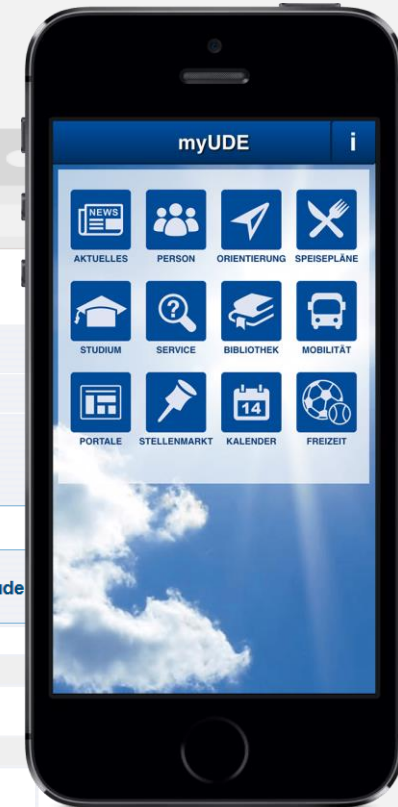 myUDE i
NEWS
AKTUELLES PERSON ORIENTIERUNG SPEISEPLÄNE
?
STUDIUM SERVICE BIBLIOTHEK MOBILITÄT
14
PORTALE STELLENMARKT KALENDER FREIZEIT
ude